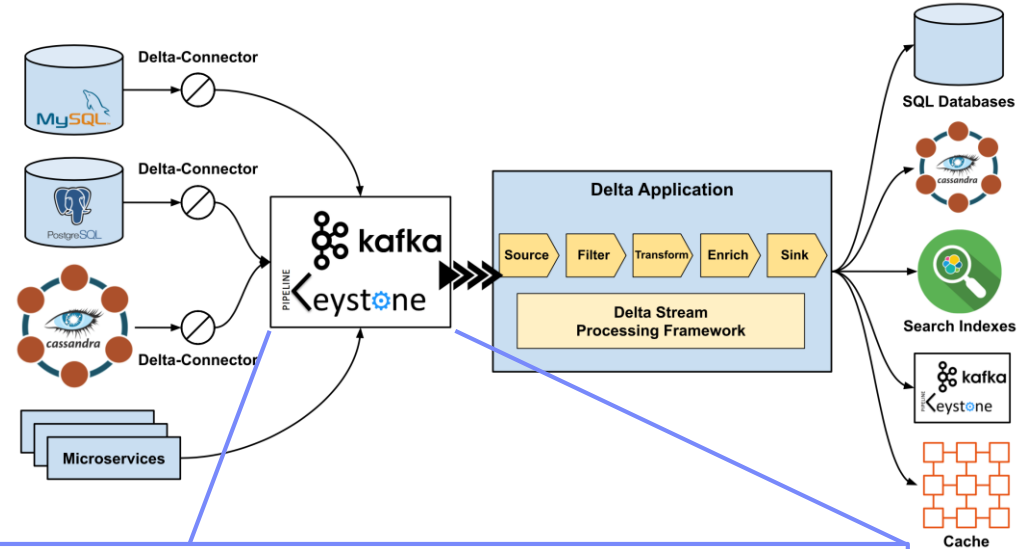 Delta-Connector
MySQL
Delta-Connector
PostgreSQL
cassandra
Delta-Connector
Microservices
kafka
PIPELINE
Keystone
Delta Application
Source
Filter
Transform
Enrich
Sink
Delta Stream
Processing Framework
SQL Databases
cassandra
Search Indexes
kafka
PIPELINE
Keystone
Cache